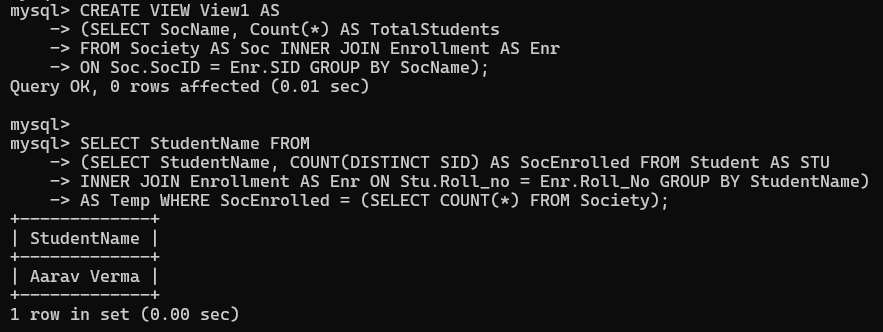 mysql> CREATE VIEW View1 AS
    -> (SELECT SocName, Count(*) AS TotalStudents
    -> FROM Society AS Soc INNER JOIN Enrollment AS Enr
    -> ON Soc.SocID = Enr.SID GROUP BY SocName);
Query OK, 0 rows affected (0.01 sec)

mysql>
mysql> SELECT StudentName FROM
    -> (SELECT StudentName, COUNT(DISTINCT SID) AS SocEnrolled FROM Student AS STU
    -> INNER JOIN Enrollment AS Enr ON Stu.Roll_no = Enr.Roll_No GROUP BY StudentName)
    -> AS Temp WHERE SocEnrolled = (SELECT COUNT(*) FROM Society);
+-------------+
| StudentName |
+-------------+
| Aarav Verma |
+-------------+
1 row in set (0.00 sec)